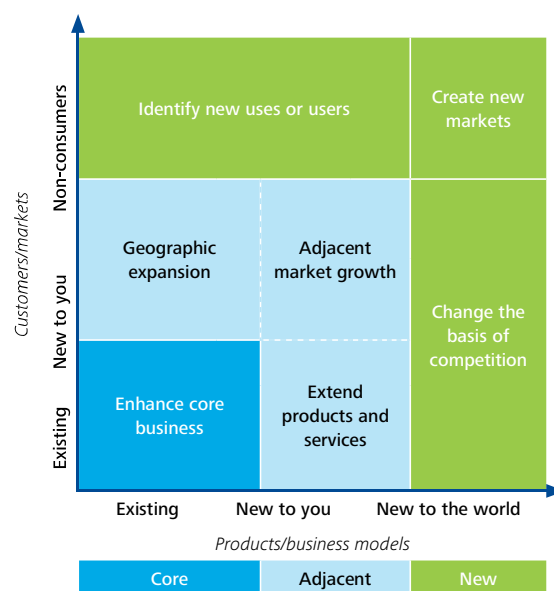 Customers/markets
Non-consumers
New to you
Existing
Identify new uses or users
Create new
markets
Geographic
expansion
Adjacent
market growth
Change the
basis of
competition
Enhance core
business
Extend
products and
services
Existing
New to you
New to the world
Products/business models
Core
Adjacent
New